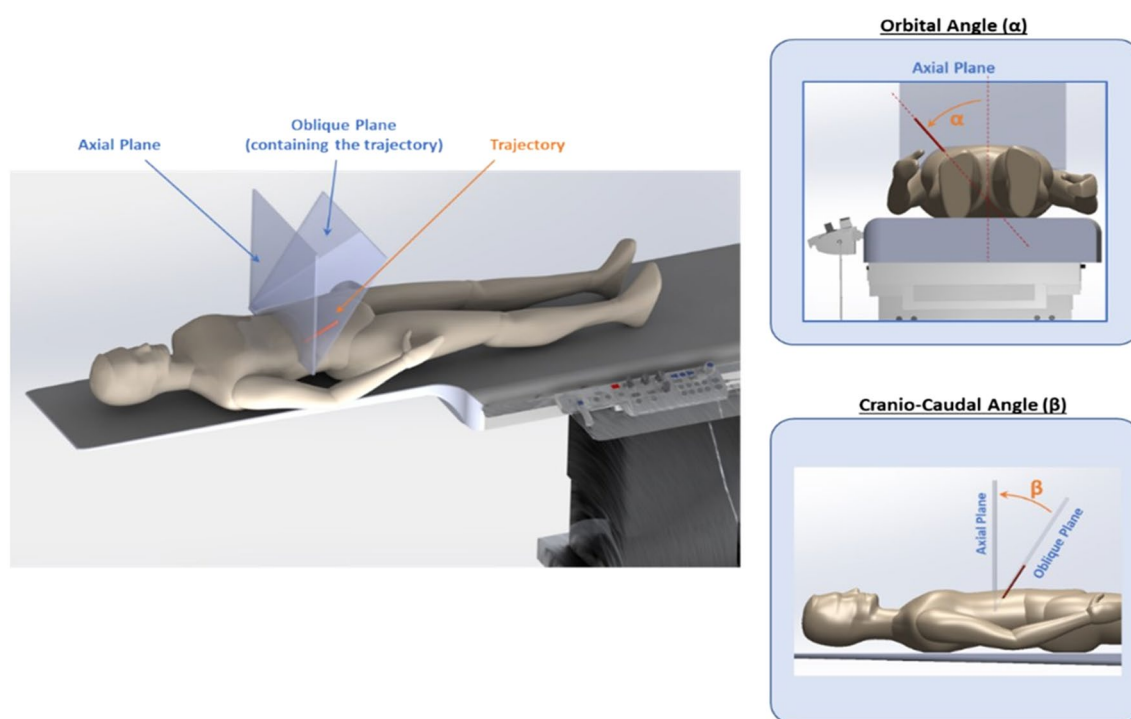 Axial Plane
Oblique Plane
(containing the trajectory)
Trajectory
Orbital Angle (α)
Axial Plane
α
Cranio-Caudal Angle (β)
β
Axial Plane
Oblique Plane